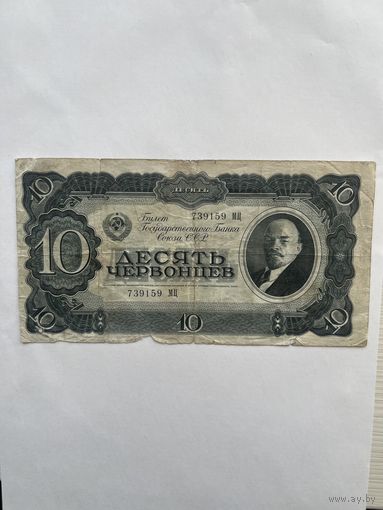 10 ДЕСЯТЬ 10
Билет 739159 МЦ
Государственного Банка
Союза ССР
10 ДЕСЯТЬ
ЧЕРВОНЦЕВ
739159 МЦ
10 10 10
www.ay.by